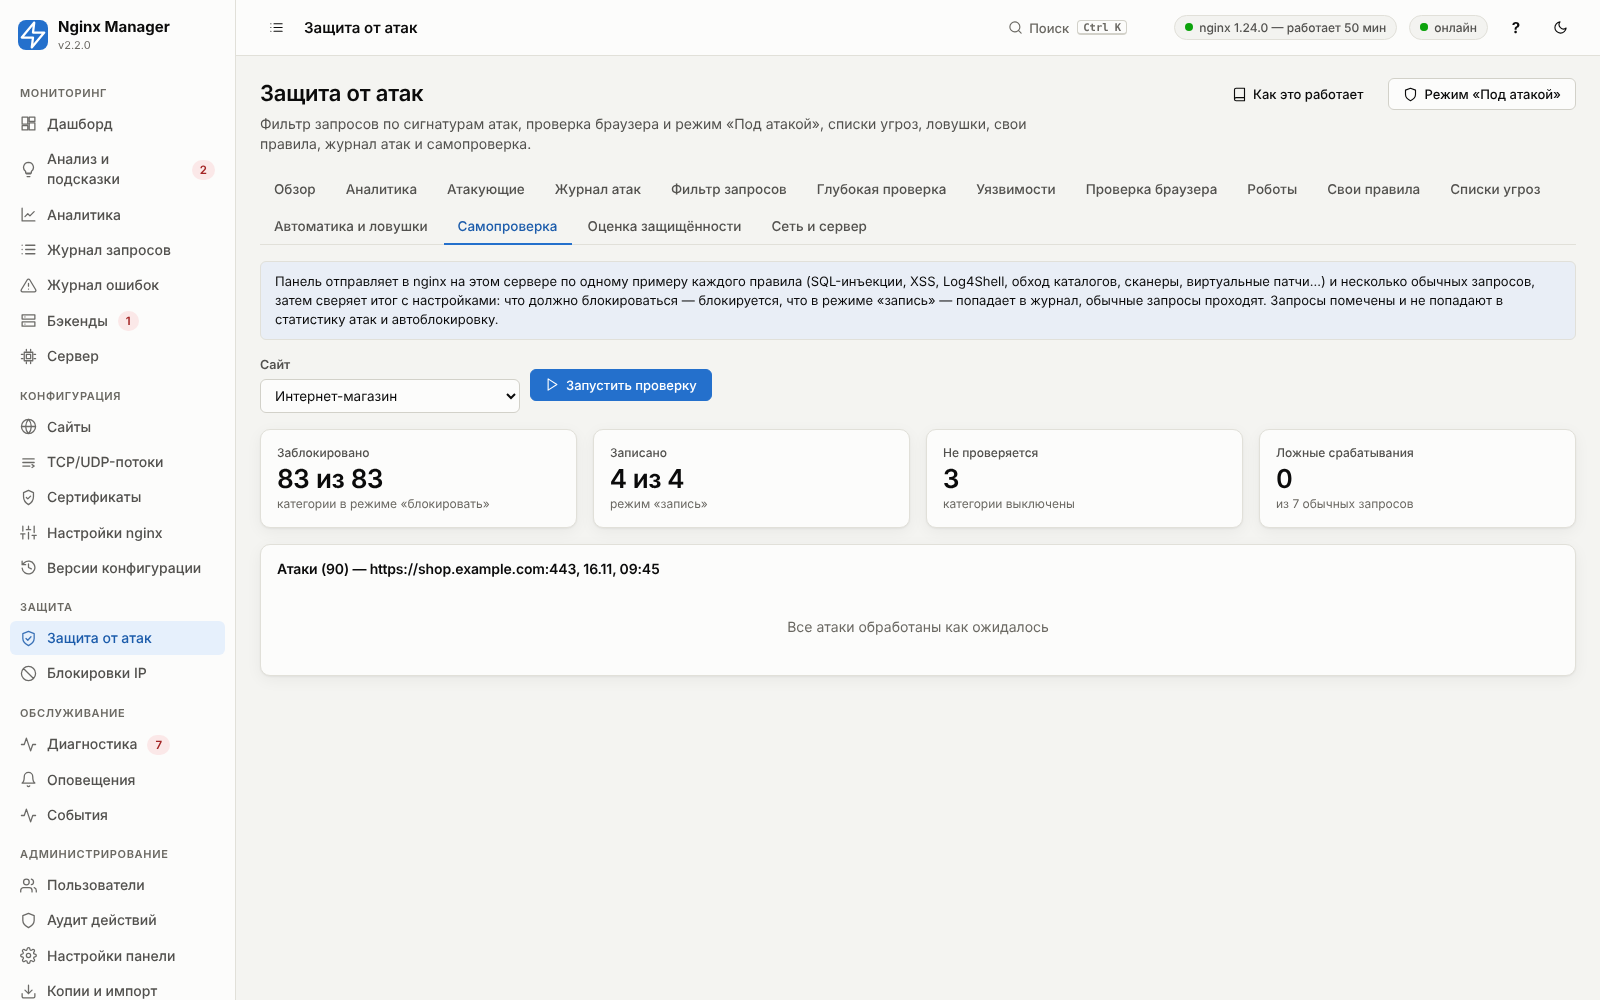 Nginx Manager
v2.2.0
МОНИТОРИНГ
Дашборд
Анализ и
подсказки
2
Аналитика
Журнал запросов
Журнал ошибок
Бэкенды 1
Сервер
КОНФИГУРАЦИЯ
Сайты
TCP/UDP-потоки
Сертификаты
Настройки nginx
Версии конфигурации
ЗАЩИТА
Защита от атак
Блокировки IP
ОБСЛУЖИВАНИЕ
Диагностика 7
Оповещения
События
АДМИНИСТРИРОВАНИЕ
Пользователи
Аудит действий
Настройки панели
Копии и импорт
Защита от атак
Поиск Ctrl K
nginx 1.24.0 — работает 50 мин
онлайн
?
Защита от атак
Как это работает
Режим «Под атакой»
Фильтр запросов по сигнатурам атак, проверка браузера и режим «Под атакой», списки угроз, ловушки, свои
правила, журнал атак и самопроверка.
Обзор Аналитика Атакующие Журнал атак Фильтр запросов Глубокая проверка Уязвимости Проверка браузера Роботы Свои правила Списки угроз
Автоматика и ловушки Самопроверка Оценка защищённости Сеть и сервер
Панель отправляет в nginx на этом сервере по одному примеру каждого правила (SQL-инъекции, XSS, Log4Shell, обход каталогов, сканеры, виртуальные патчи…) и несколько обычных запросов,
затем сверяет итог с настройками: что должно блокироваться — блокируется, что в режиме «запись» — попадает в журнал, обычные запросы проходят. Запросы помечены и не попадают в
статистику атак и автоблокировку.
Сайт
Интернет-магазин
Запустить проверку
Заблокировано
83 из 83
категории в режиме «блокировать»
Записано
4 из 4
режим «запись»
Не проверяется
3
категории выключены
Ложные срабатывания
0
из 7 обычных запросов
Атаки (90) — https://shop.example.com:443, 16.11, 09:45
Все атаки обработаны как ожидалось